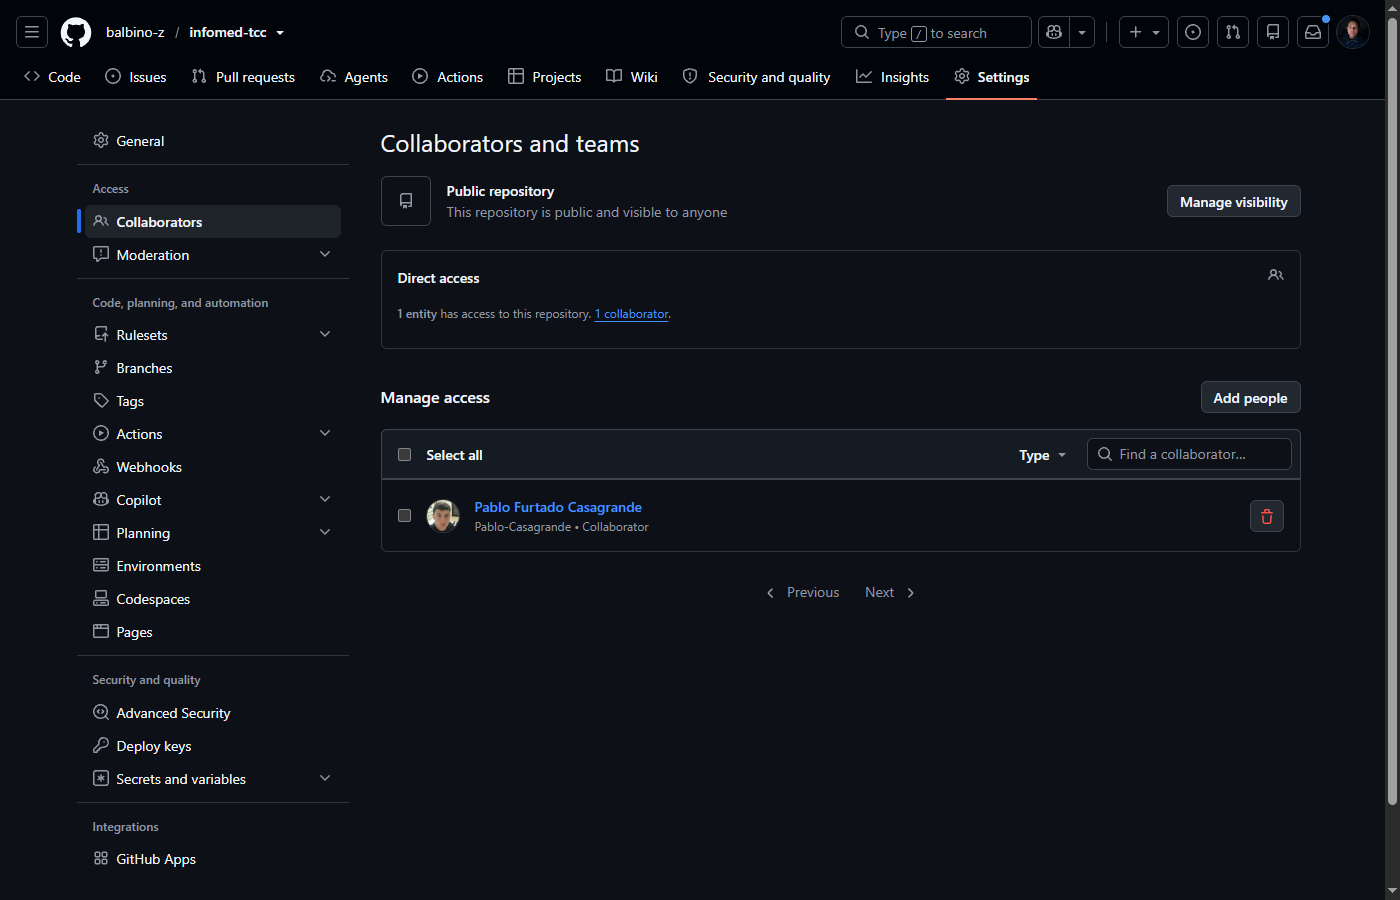 balbino-z / infomed-tcc
Type / to search
Code
Issues
Pull requests
Agents
Actions
Projects
Wiki
Security and quality
Insights
Settings
General
Access
Collaborators
Moderation
Code, planning, and automation
Rulesets
Branches
Tags
Actions
Webhooks
Copilot
Planning
Environments
Codespaces
Pages
Security and quality
Advanced Security
Deploy keys
Secrets and variables
Integrations
GitHub Apps
Collaborators and teams
Public repository
This repository is public and visible to anyone
Manage visibility
Direct access
1 entity has access to this repository. 1 collaborator.
Manage access
Add people
Select all
Type
Find a collaborator...
Pablo Furtado Casagrande
Pablo-Casagrande • Collaborator
Previous
Next